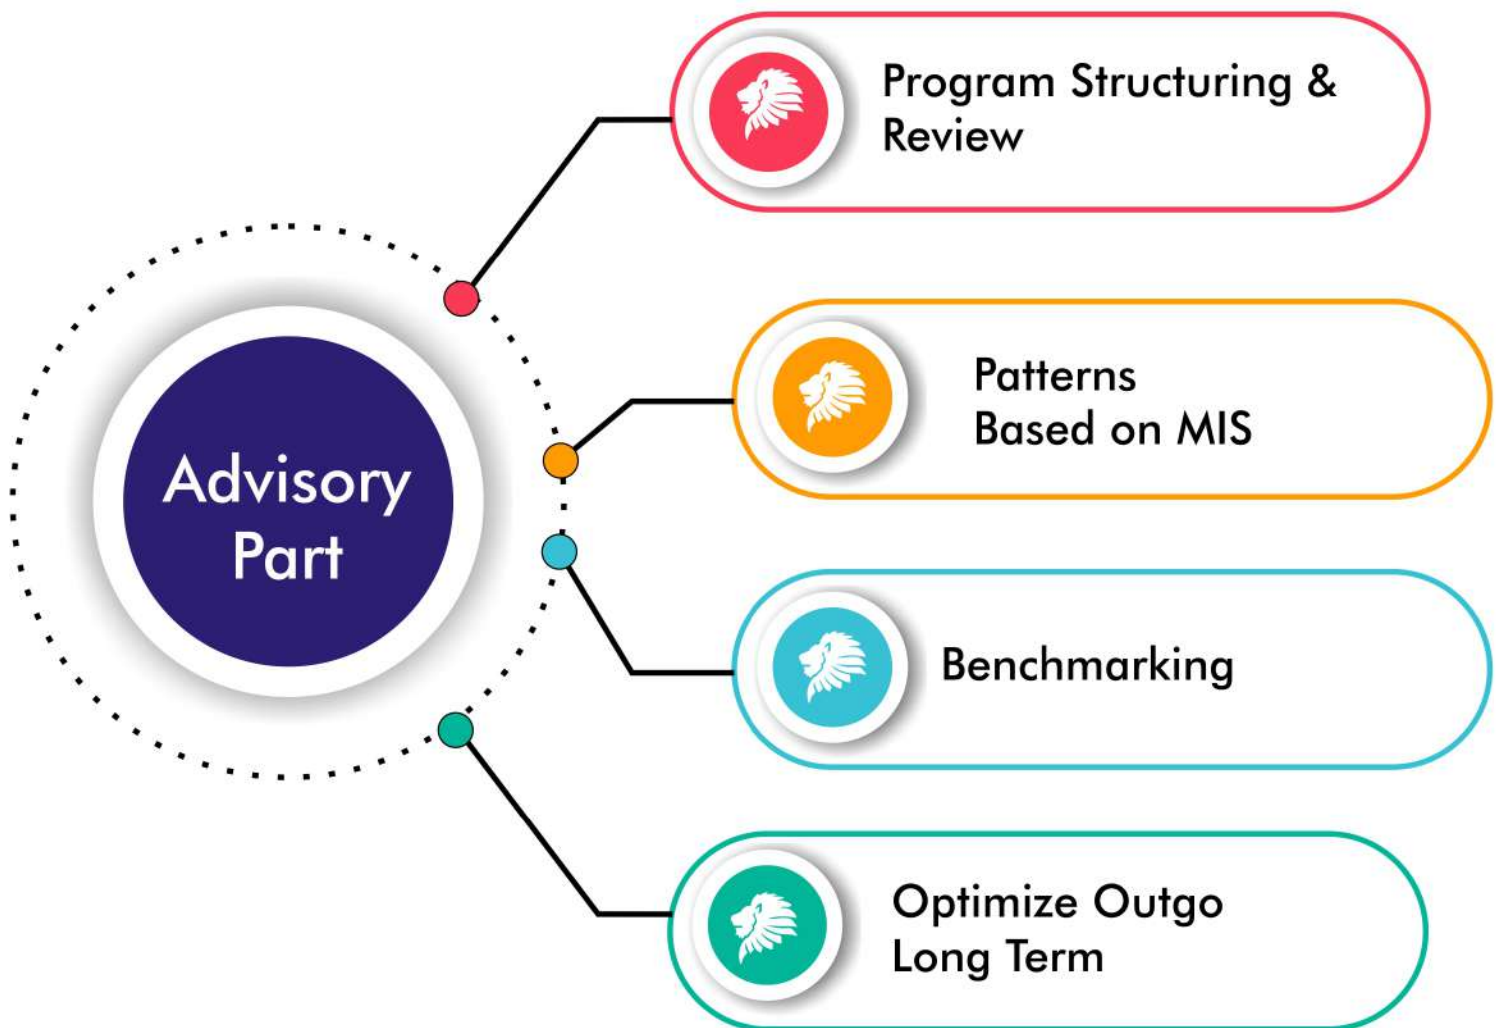 Program Structuring &
Review
Patterns
Based on MIS
Advisory
Part
Benchmarking
Optimize Outgo
Long Term